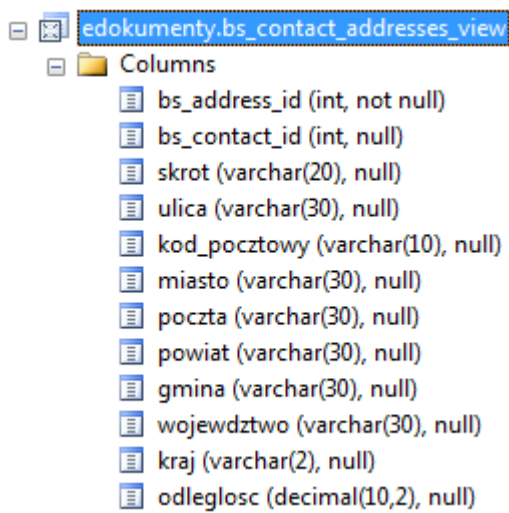 edokumenty.bs_contact_addresses_view
Columns
bs_address_id (int, not null)
bs_contact_id (int, null)
skrot (varchar(20), null)
ulica (varchar(30), null)
kod_pocztowy (varchar(10), null)
miasto (varchar(30), null)
poczta (varchar(30), null)
powiat (varchar(30), null)
gmina (varchar(30), null)
wojewdztwo (varchar(30), null)
kraj (varchar(2), null)
odleglosc (decimal(10,2), null)